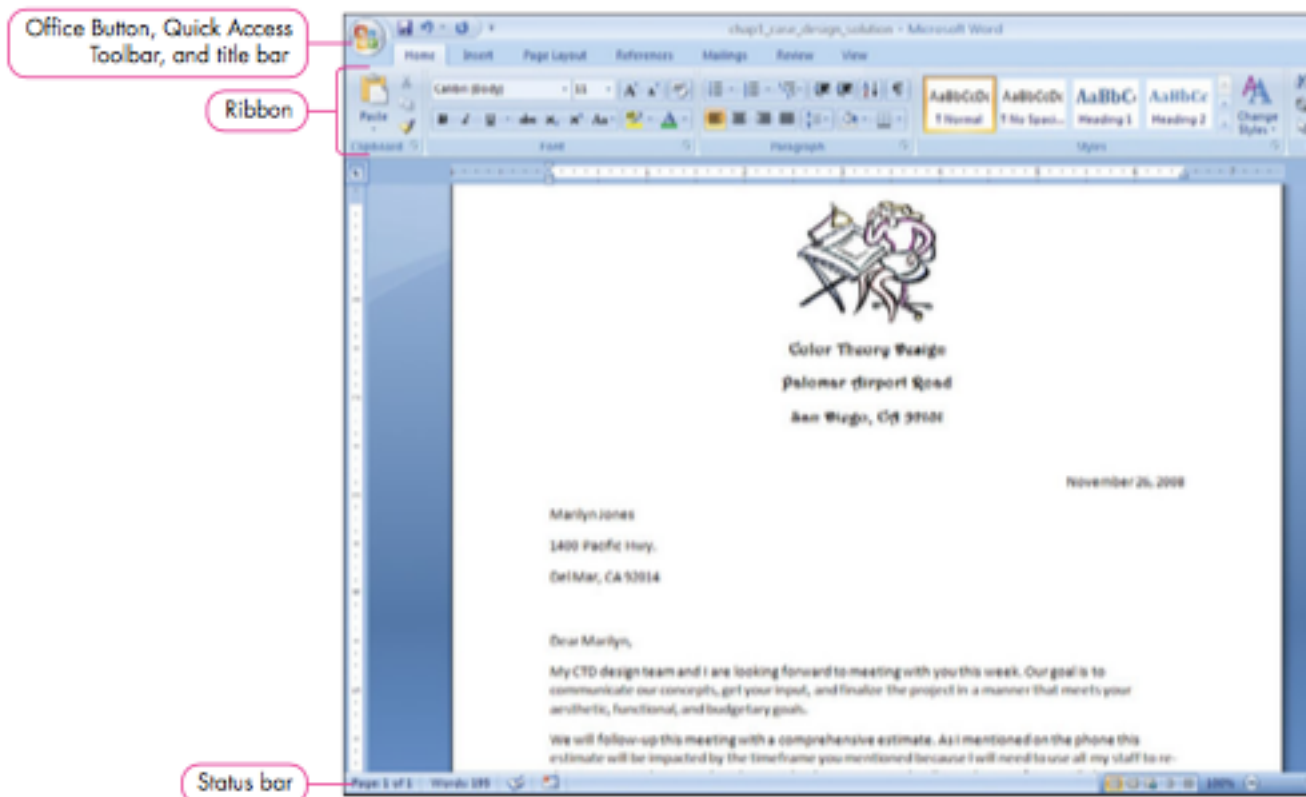 Office Button, Quick Access
Toolbar, and title bar
chap1_case_design_solution - Microsoft Word
Home Insert Page Layout References Mailings Review View
Ribbon
Calibri (Body) 11
Paste
AaBbCcDc AaBbCcDc AaBbC AaBbCc
¶ Normal ¶ No Spaci... Heading 1 Heading 2
Change
Styles
Clipboard Font Paragraph Styles
Color Theory Design
Palomar Airport Road
San Diego, CA
November 26, 2008
Marilyn Jones
1400 Pacific Hwy.
Del Mar, CA 92014
Dear Marilyn,
My CTD design team and I are looking forward to meeting with you this week. Our goal is to
communicate our concepts, get your input, and finalize the project in a manner that meets your
aesthetic, functional, and budgetary goals.
We will follow-up this meeting with a comprehensive estimate. As I mentioned on the phone this
estimate will be impacted by the timeframe you mentioned because I will need to use all my staff to re-
Status bar
Page 1 of 1 Words: 195 100%